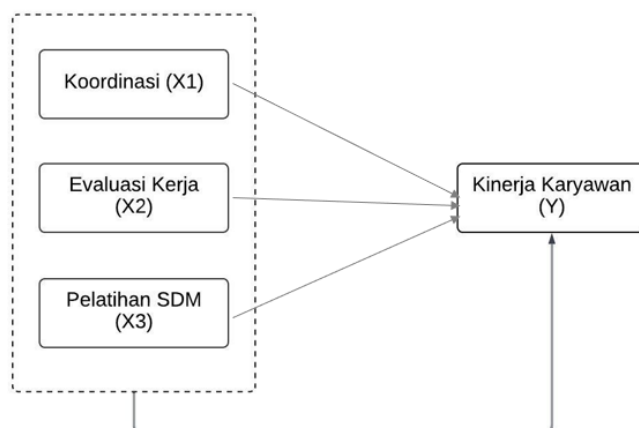 Koordinasi (X1)
Evaluasi Kerja
(X2)
Pelatihan SDM
(X3)
Kinerja Karyawan
(Y)